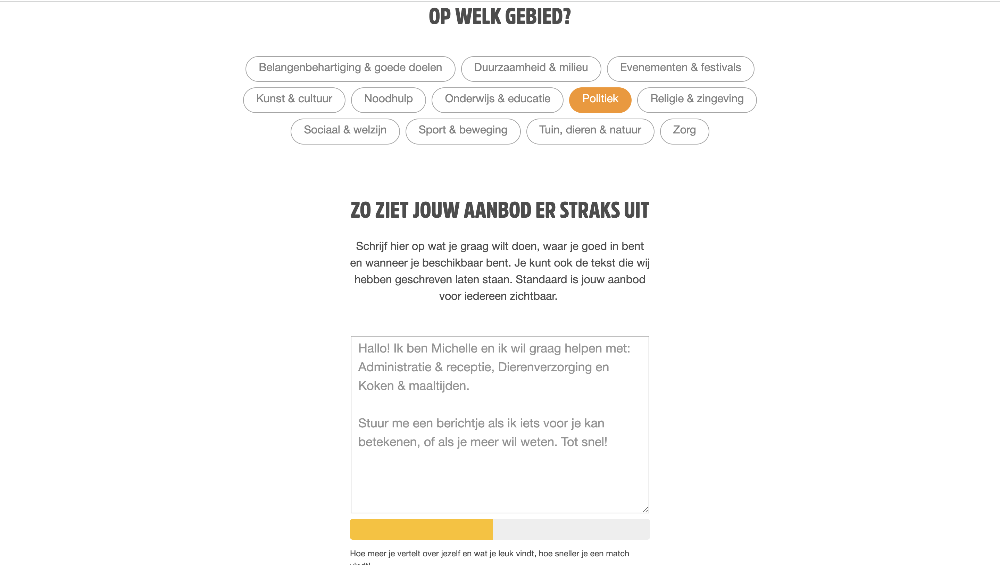 OP WELK GEBIED?
Belangenbehartiging & goede doelen
Duurzaamheid & milieu
Evenementen & festivals
Kunst & cultuur
Noodhulp
Onderwijs & educatie
Politiek
Religie & zingeving
Sociaal & welzijn
Sport & beweging
Tuin, dieren & natuur
Zorg
ZO ZIET JOUW AANBOD ER STRAKS UIT
Schrijf hier op wat je graag wilt doen, waar je goed in bent
en wanneer je beschikbaar bent. Je kunt ook de tekst die wij
hebben geschreven laten staan. Standaard is jouw aanbod
voor iedereen zichtbaar.
Hallo! Ik ben Michelle en ik wil graag helpen met:
Administratie & receptie, Dierenverzorging en
Koken & maaltijden.
Stuur me een berichtje als ik iets voor je kan
betekenen, of als je meer wil weten. Tot snel!
Hoe meer je vertelt over jezelf en wat je leuk vindt, hoe sneller je een match